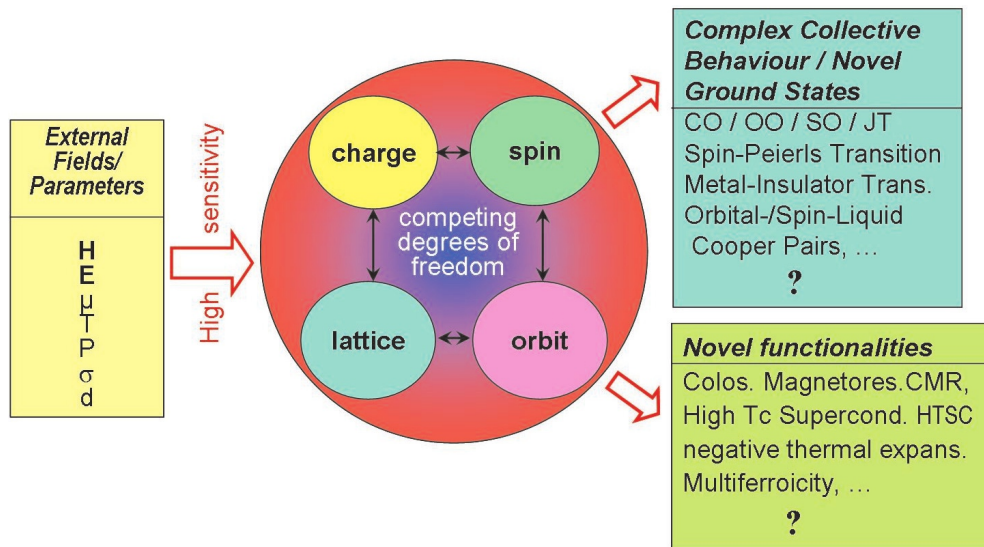 External
Fields/
Parameters
H
E
µ
T
P
σ
d
High sensitivity
charge
spin
competing
degrees of
freedom
lattice
orbit
Complex Collective
Behaviour / Novel
Ground States
CO / OO / SO / JT
Spin-Peierls Transition
Metal-Insulator Trans.
Orbital-/Spin-Liquid
Cooper Pairs, ...
?
Novel functionalities
Colos. Magnetores.CMR,
High Tc Supercond. HTSC
negative thermal expans.
Multiferroicity, ...
?